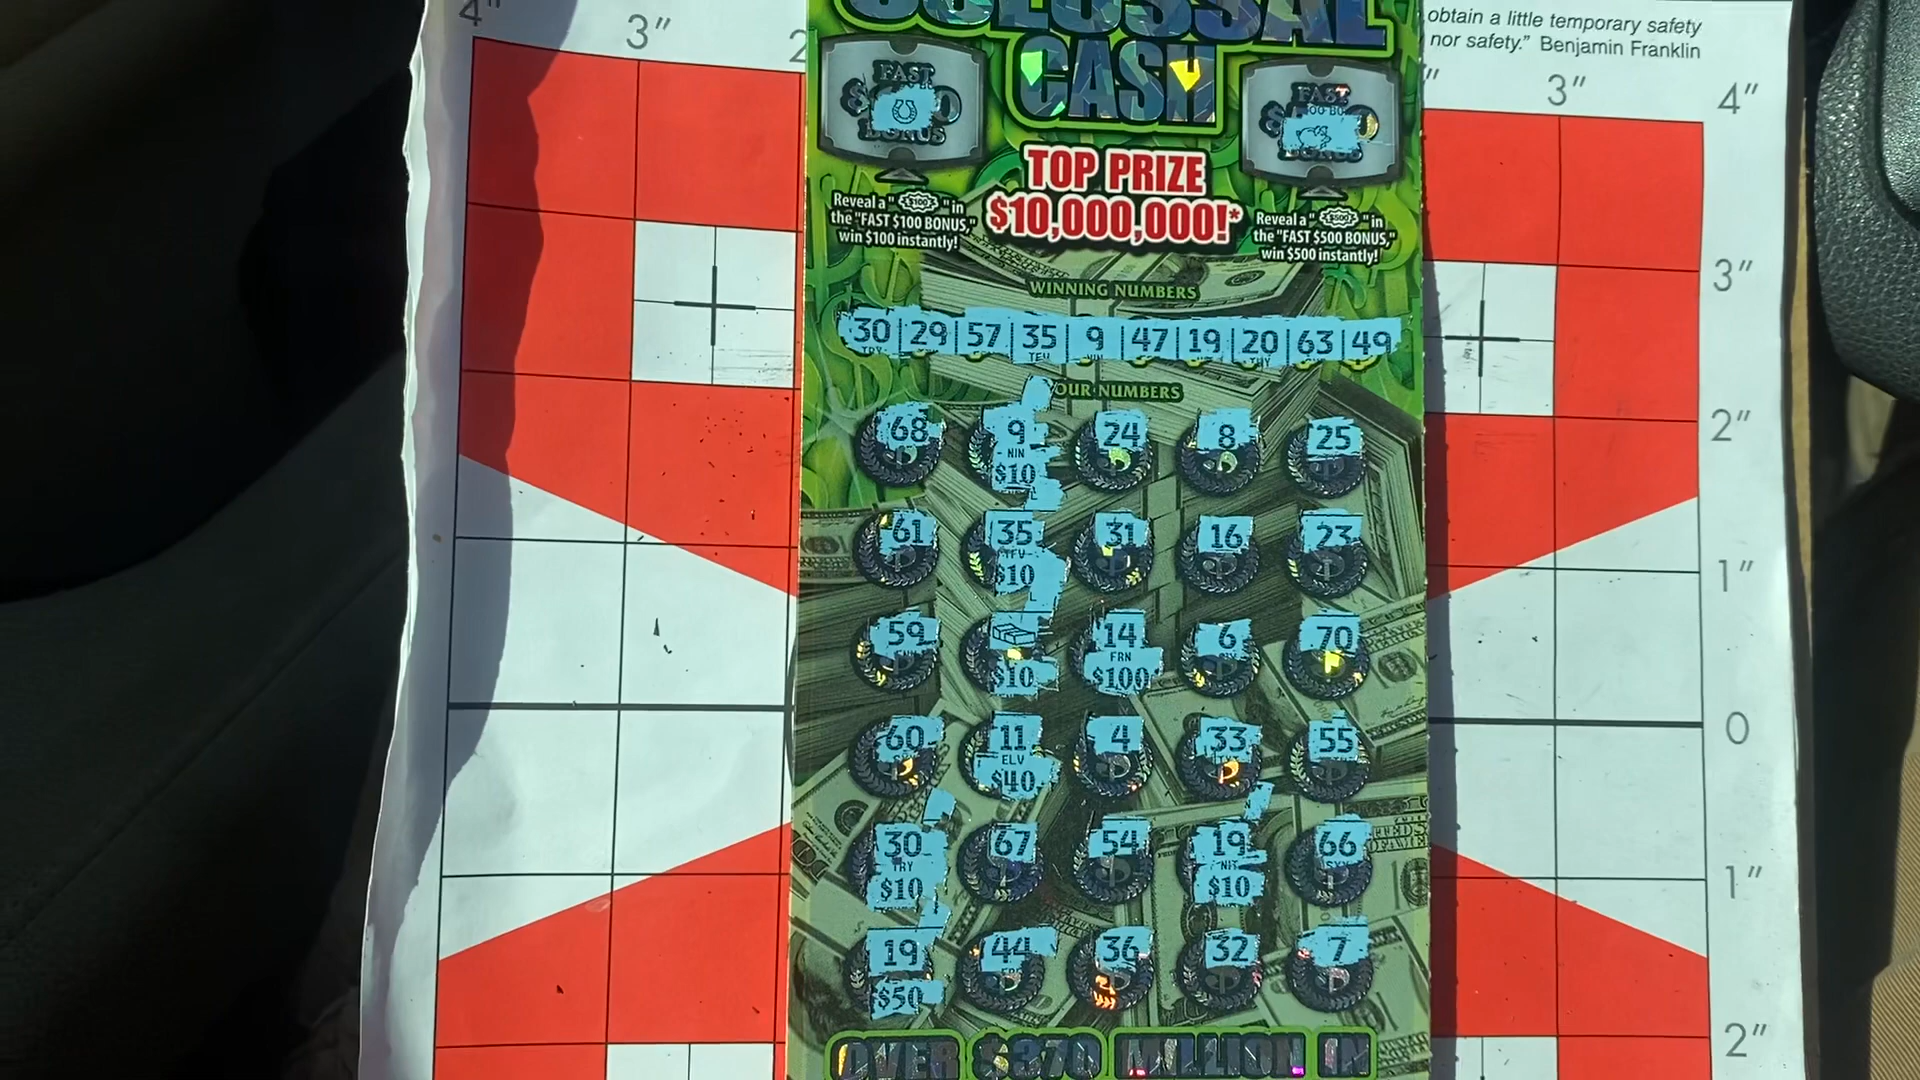 4" 3" 2
obtain a little temporary safety
nor safety." Benjamin Franklin
3" 4"
COLOSSAL
CASH
FAST
BONUS
FAST
TOP PRIZE
$10,000,000!*
Reveal a " $100 " in
the "FAST $100 BONUS,"
win $100 instantly!
Reveal a " $500 " in
the "FAST $500 BONUS,"
win $500 instantly!
3"
WINNING NUMBERS
30 29 57 35 9 47 19 20 63 49
YOUR NUMBERS
2"
68 9 24 8 25
NIN
$10
61 35 31 16 23
TFV
$10
1"
59 14 6 70
FRN
$10 $100
0
60 11 4 33 55
ELV
$40
30 67 54 19 66
TRY NIT
$10 $10
1"
19 44 36 32 7
$50
2"
OVER $370 MILLION IN